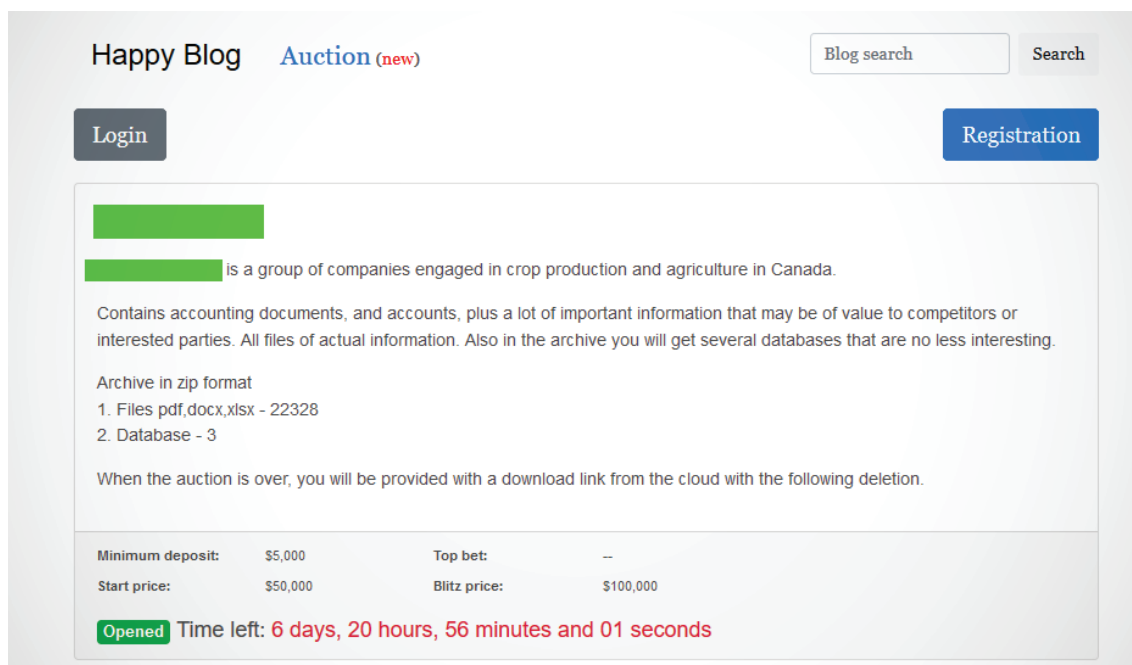 Happy Blog Auction (new) Blog search Search
Login Registration
is a group of companies engaged in crop production and agriculture in Canada.
Contains accounting documents, and accounts, plus a lot of important information that may be of value to competitors or
interested parties. All files of actual information. Also in the archive you will get several databases that are no less interesting.
Archive in zip format
1. Files pdf,docx,xlsx - 22328
2. Database - 3
When the auction is over, you will be provided with a download link from the cloud with the following deletion.
Minimum deposit: $5,000 Top bet: --
Start price: $50,000 Blitz price: $100,000
Opened Time left: 6 days, 20 hours, 56 minutes and 01 seconds